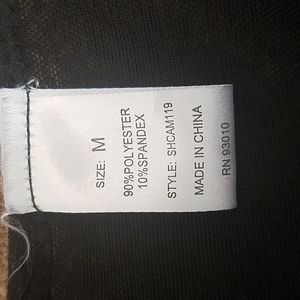 SIZE: M
90%POLYESTER
10%SPANDEX
STYLE: SHCAM119
MADE IN CHINA
RN 93010